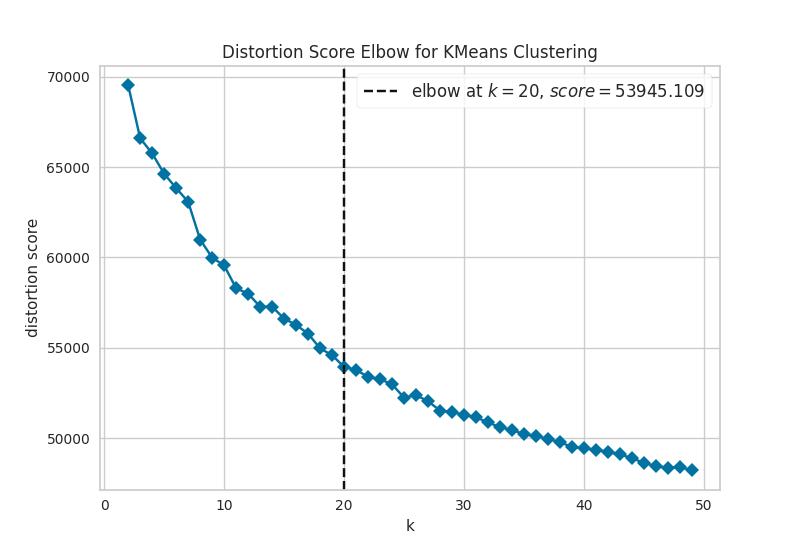 Distortion Score Elbow for KMeans Clustering
elbow at k = 20, score = 53945.109
distortion score
70000
65000
60000
55000
50000
0 10 20 30 40 50
k